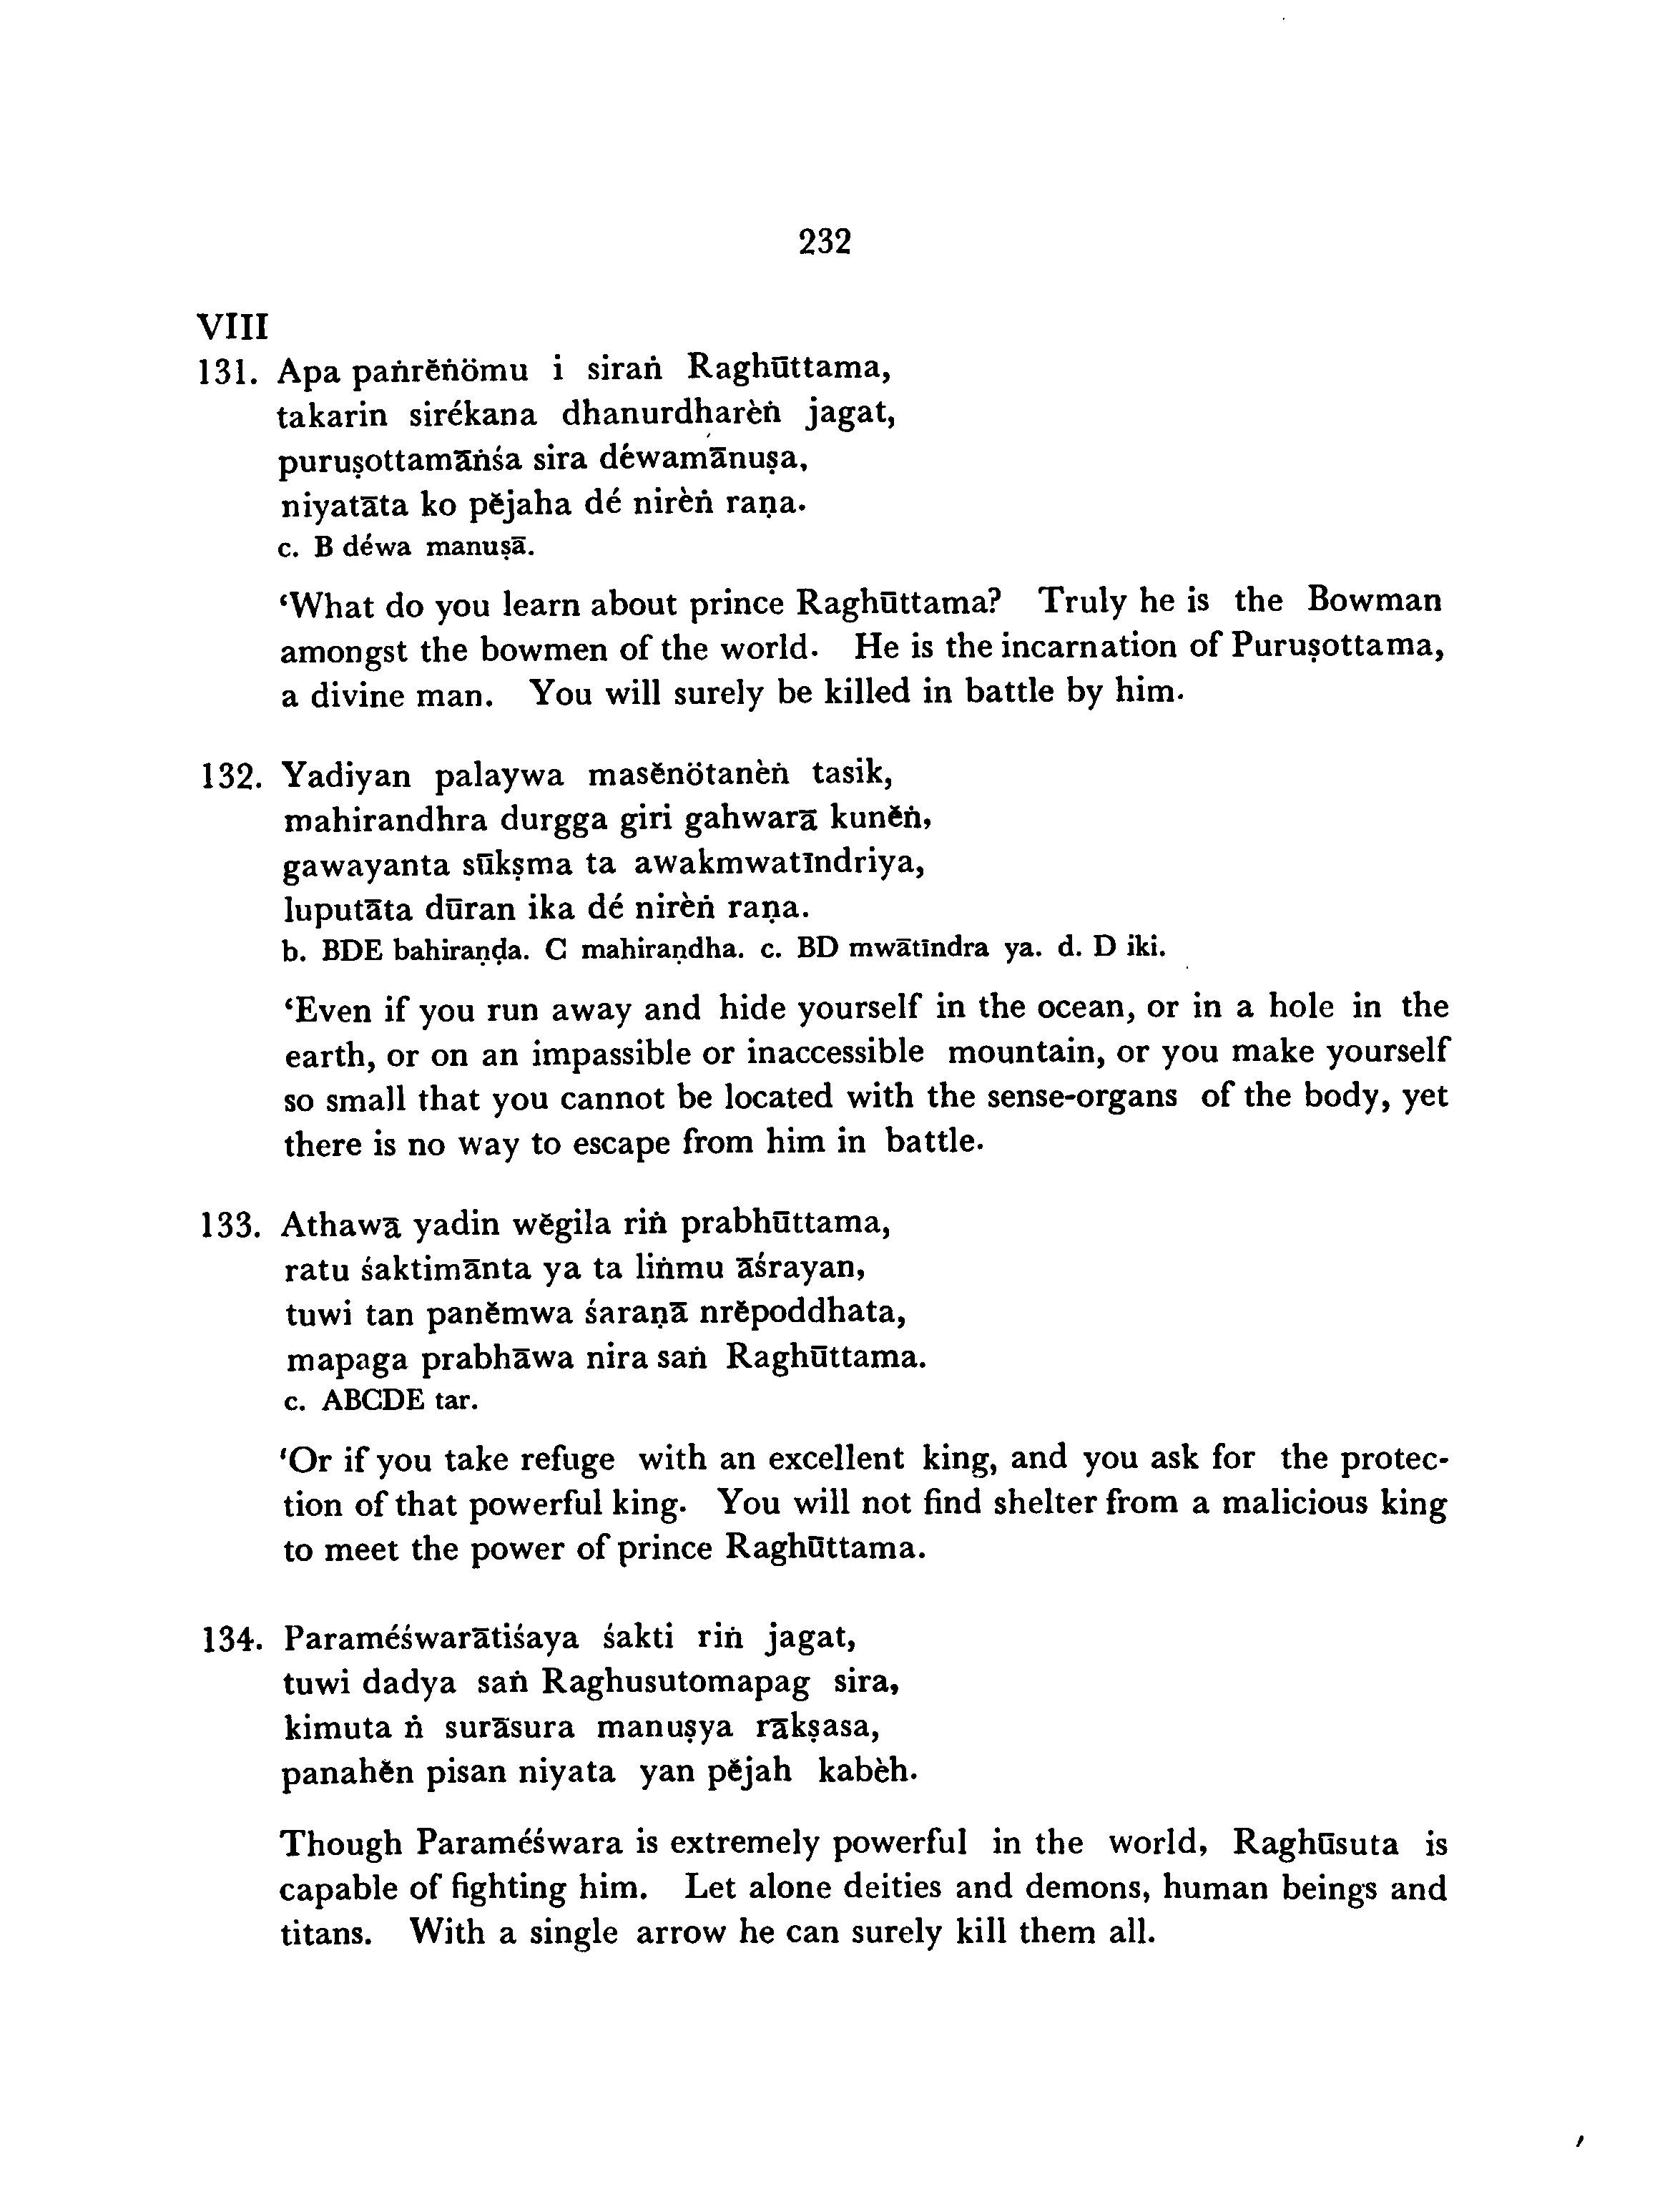 232
VIII
131. Apa paṅrĕṅömu i siraṅ Raghūttama,
takarin sirékana dhanurdharèṅ jagat,
puruṣottamāṅśa sira déwamānuṣa,
niyatāta ko pĕjaha dé nirèṅ raṇa.
c. B déwa manuṣā.
‘What do you learn about prince Raghūttama? Truly he is the Bowman
amongst the bowmen of the world. He is the incarnation of Puruṣottama,
a divine man. You will surely be killed in battle by him.
132. Yadiyan palaywa masĕnötanèṅ tasik,
mahirandhra durgga giri gahwarā kunĕṅ,
gawayanta sūkṣma ta awakmwatīndriya,
luputāta dūran ika dé nirèṅ raṇa.
b. BDE bahiraṇḍa. C mahiraṇdha. c. BD mwātīndra ya. d. D iki.
‘Even if you run away and hide yourself in the ocean, or in a hole in the
earth, or on an impassible or inaccessible mountain, or you make yourself
so small that you cannot be located with the sense-organs of the body, yet
there is no way to escape from him in battle.
133. Athawā yadin wĕgila riṅ prabhūttama,
ratu śaktimānta ya ta liṅmu āśrayan,
tuwi tan panĕmwa śaraṇā nrĕpoddhata,
mapaga prabhāwa nira saṅ Raghūttama.
c. ABCDE tar.
‘Or if you take refuge with an excellent king, and you ask for the protec-
tion of that powerful king. You will not find shelter from a malicious king
to meet the power of prince Raghūttama.
134. Paraméśwarātiśaya śakti riṅ jagat,
tuwi dadya saṅ Raghusutomapag sira,
kimuta ṅ surāsura manuṣya rākṣasa,
panahĕn pisan niyata yan pĕjah kabèh.
Though Paraméśwara is extremely powerful in the world, Raghūsuta is
capable of fighting him. Let alone deities and demons, human beings and
titans. With a single arrow he can surely kill them all.